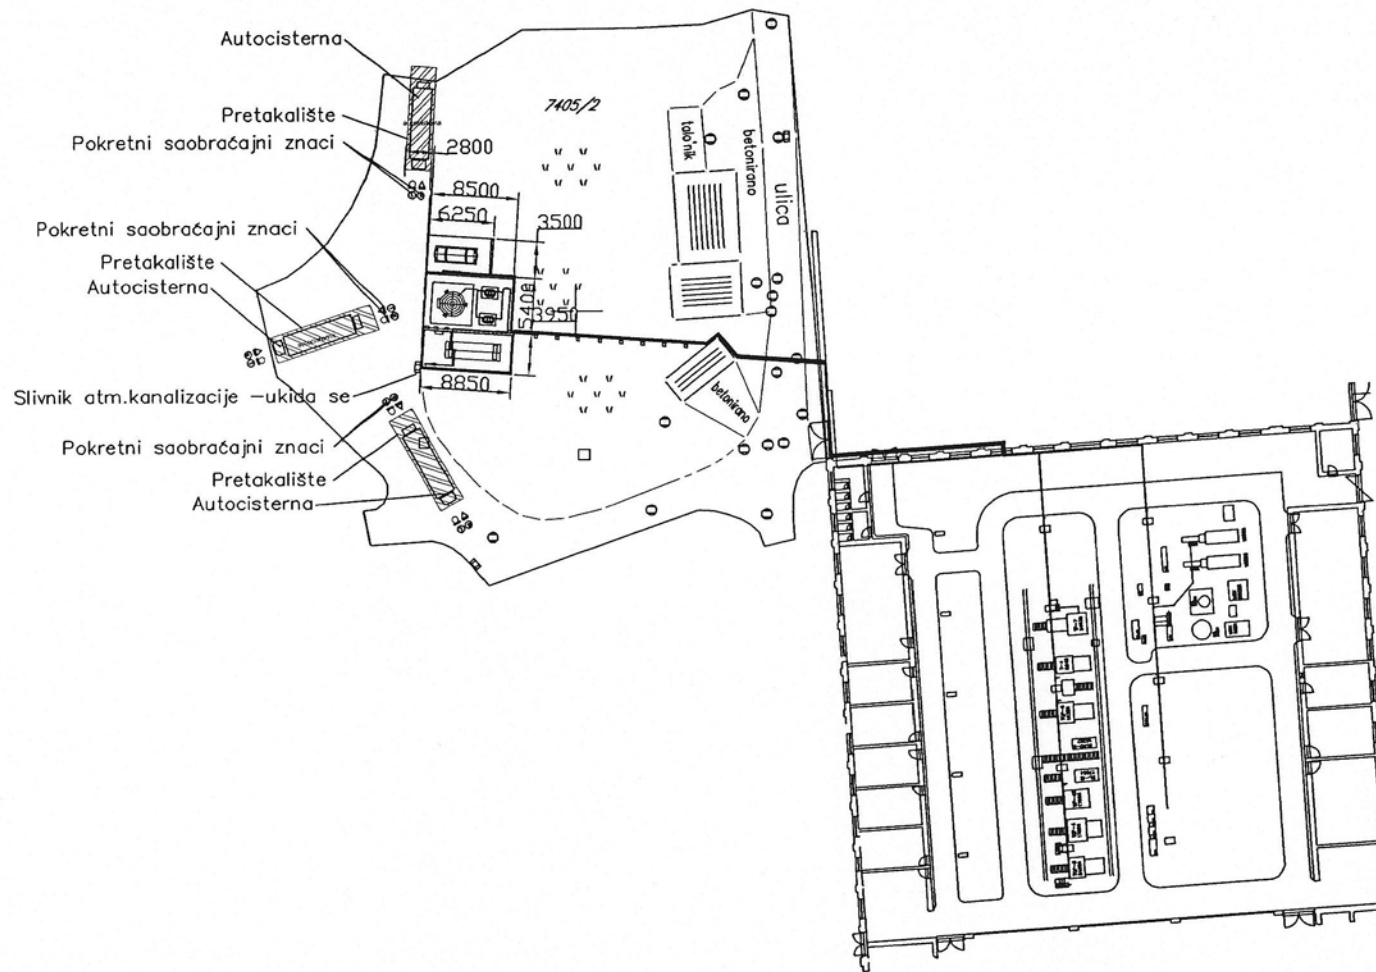 Autocisterna
7405/2
Pretakalište
Pokretni saobraćajni znaci
2800
8500
6250
3500
talo'nik
betonirano
ulica
Pokretni saobraćajni znaci
Pretakalište
Autocisterna
5400
3950
8850
Slivnik atm.kanalizacije –ukida se
betonirano
Pokretni saobraćajni znaci
Pretakalište
Autocisterna